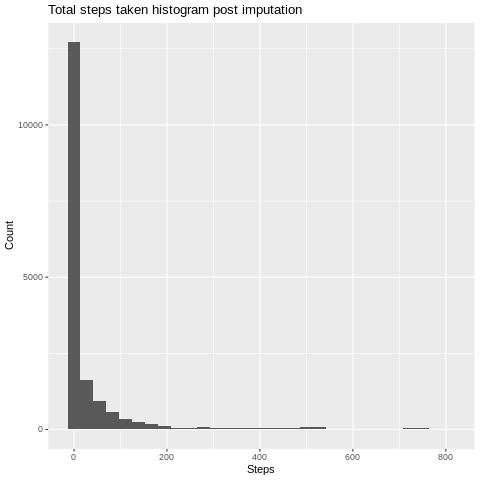 Total steps taken histogram post imputation
Count
10000
5000
0
0 200 400 600 800
Steps